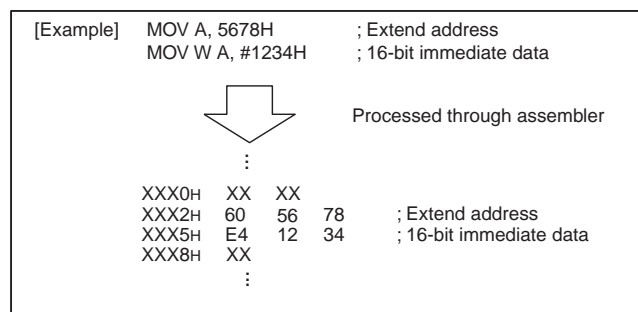 [Example] MOV A, 5678H ; Extend address
MOV W A, #1234H ; 16-bit immediate data
Processed through assembler
⋮
XXX0H XX XX
XXX2H 60 56 78 ; Extend address
XXX5H E4 12 34 ; 16-bit immediate data
XXX8H XX
⋮